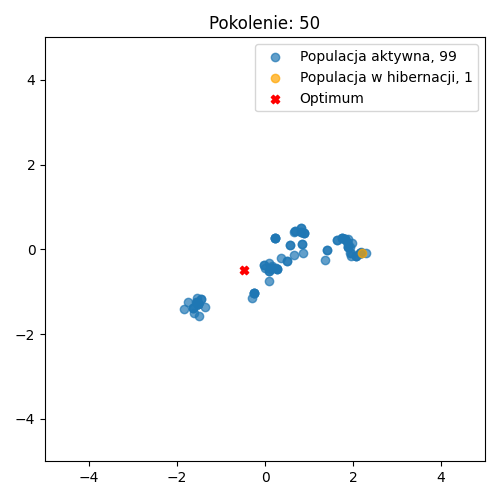 Pokolenie: 50
Populacja aktywna, 99
Populacja w hibernacji, 1
Optimum
4
2
0
−2
−4
−4 −2 0 2 4